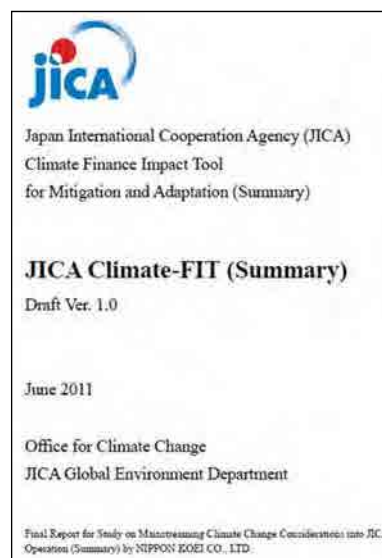 JICA
Japan International Cooperation Agency (JICA)
Climate Finance Impact Tool
for Mitigation and Adaptation (Summary)
JICA Climate-FIT (Summary)
Draft Ver. 1.0
June 2011
Office for Climate Change
JICA Global Environment Department
Final Report for Study on Mainstreaming Climate Change Considerations into JIC
Operation (Summary) by NIPPON KOEI CO., LTD.